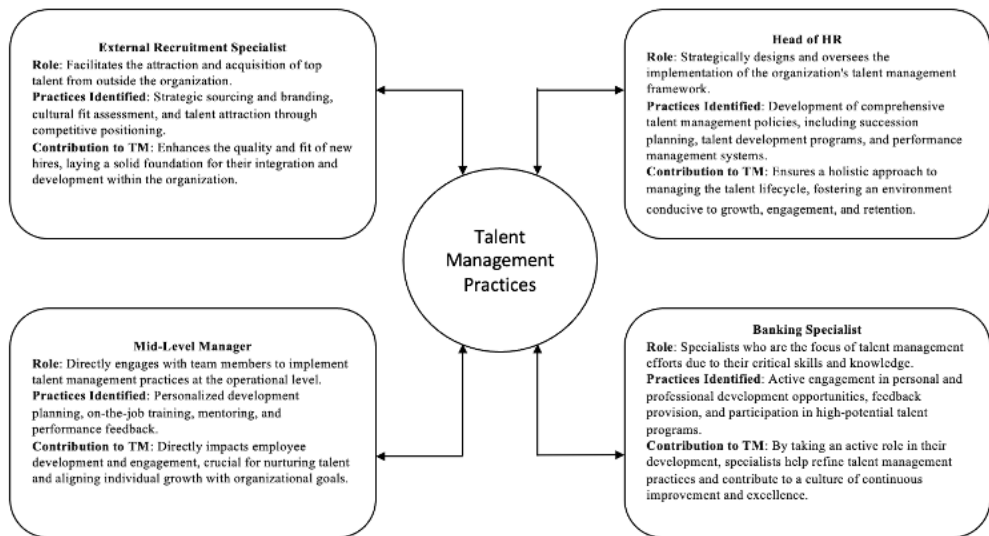 External Recruitment Specialist
Role: Facilitates the attraction and acquisition of top
talent from outside the organization.
Practices Identified: Strategic sourcing and branding,
cultural fit assessment, and talent attraction through
competitive positioning.
Contribution to TM: Enhances the quality and fit of new
hires, laying a solid foundation for their integration and
development within the organization.
Head of HR
Role: Strategically designs and oversees the
implementation of the organization's talent management
framework.
Practices Identified: Development of comprehensive
talent management policies, including succession
planning, talent development programs, and performance
management systems.
Contribution to TM: Ensures a holistic approach to
managing the talent lifecycle, fostering an environment
conducive to growth, engagement, and retention.
Talent
Management
Practices
Mid-Level Manager
Role: Directly engages with team members to implement
talent management practices at the operational level.
Practices Identified: Personalized development
planning, on-the-job training, mentoring, and
performance feedback.
Contribution to TM: Directly impacts employee
development and engagement, crucial for nurturing talent
and aligning individual growth with organizational goals.
Banking Specialist
Role: Specialists who are the focus of talent management
efforts due to their critical skills and knowledge.
Practices Identified: Active engagement in personal and
professional development opportunities, feedback
provision, and participation in high-potential talent
programs.
Contribution to TM: By taking an active role in their
development, specialists help refine talent management
practices and contribute to a culture of continuous
improvement and excellence.